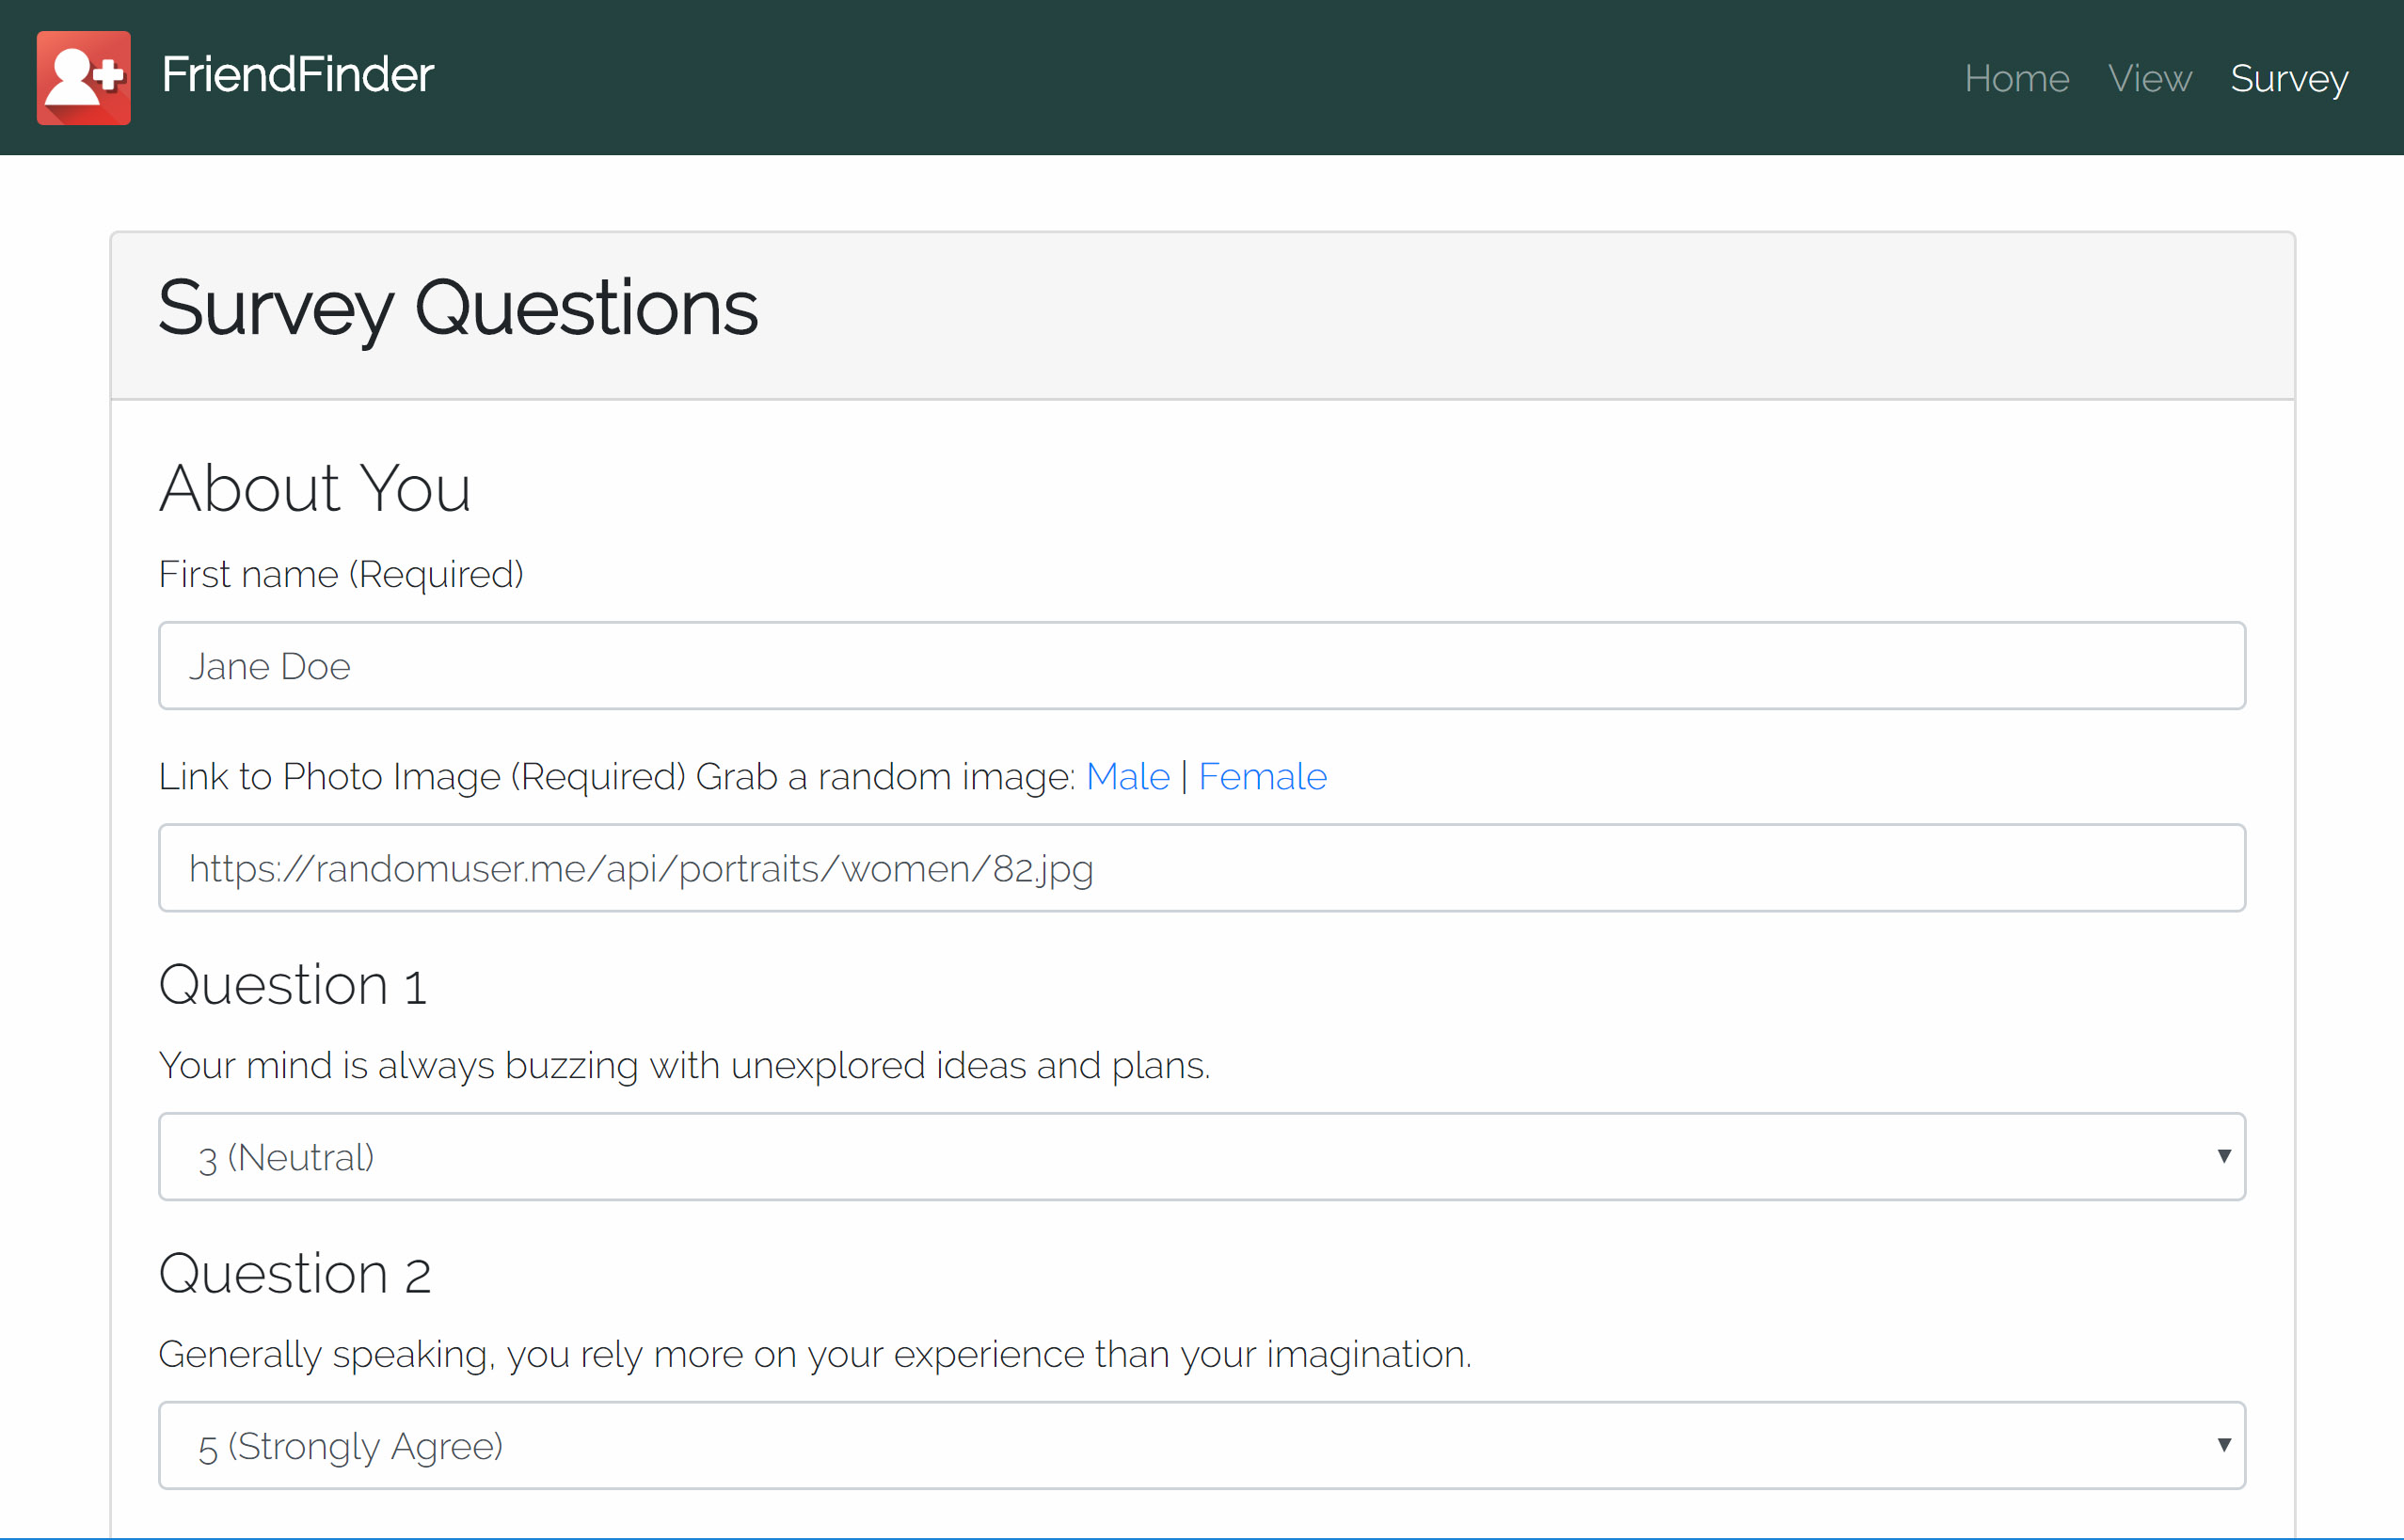 FriendFinder
Home View Survey
Survey Questions
About You
First name (Required)
Jane Doe
Link to Photo Image (Required) Grab a random image: Male | Female
https://randomuser.me/api/portraits/women/82.jpg
Question 1
Your mind is always buzzing with unexplored ideas and plans.
3 (Neutral)
Question 2
Generally speaking, you rely more on your experience than your imagination.
5 (Strongly Agree)